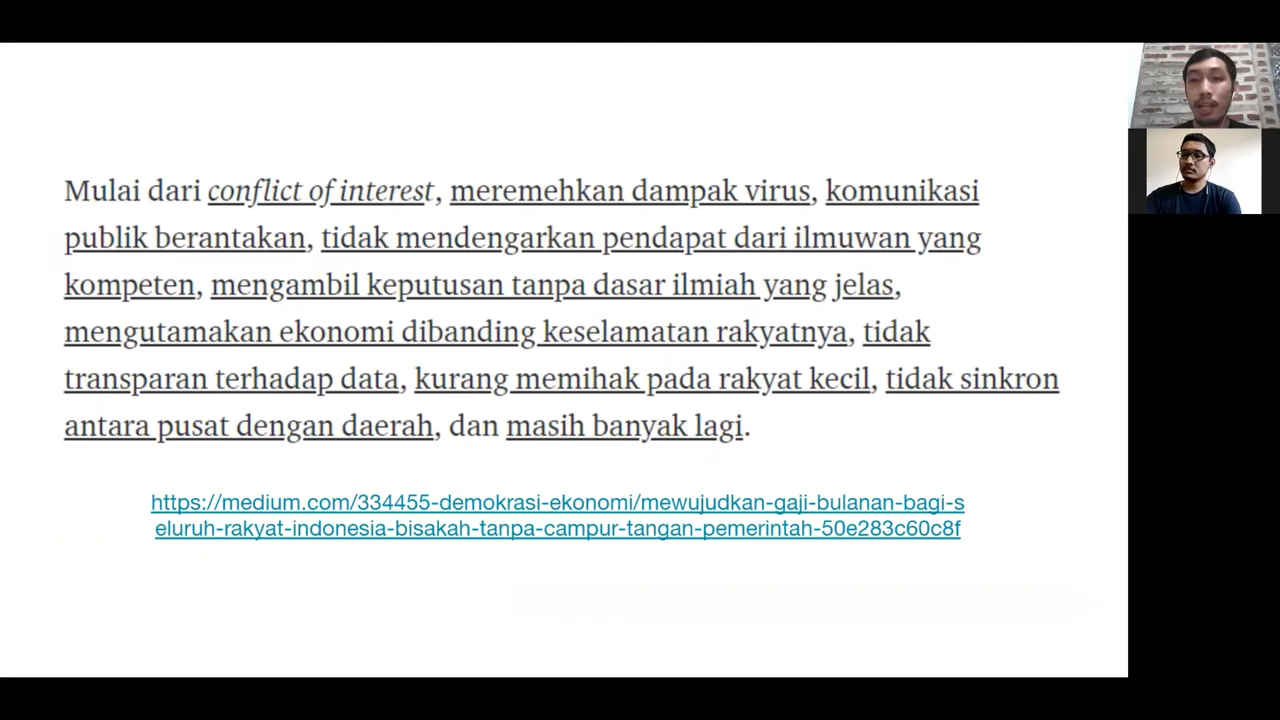 Mulai dari conflict of interest, meremehkan dampak virus, komunikasi
publik berantakan, tidak mendengarkan pendapat dari ilmuwan yang
kompeten, mengambil keputusan tanpa dasar ilmiah yang jelas,
mengutamakan ekonomi dibanding keselamatan rakyatnya, tidak
transparan terhadap data, kurang memihak pada rakyat kecil, tidak sinkron
antara pusat dengan daerah, dan masih banyak lagi.
https://medium.com/334455-demokrasi-ekonomi/mewujudkan-gaji-bulanan-bagi-s
eluruh-rakyat-indonesia-bisakah-tanpa-campur-tangan-pemerintah-50e283c60c8f